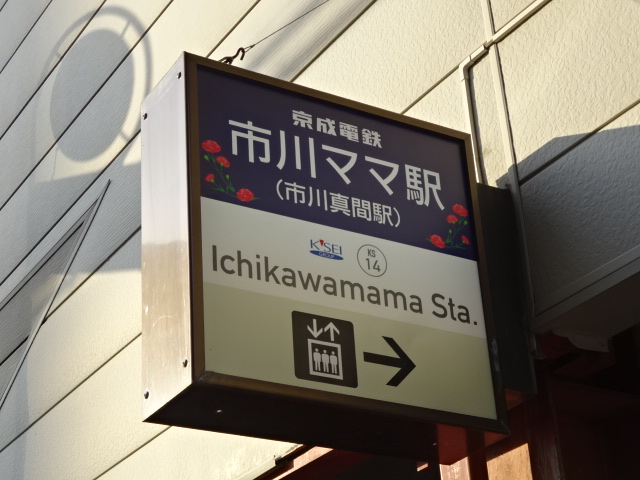 京成電鉄
市川ママ駅
（市川真間駅）
KEISEI
GROUP
KS
14
Ichikawamama Sta.